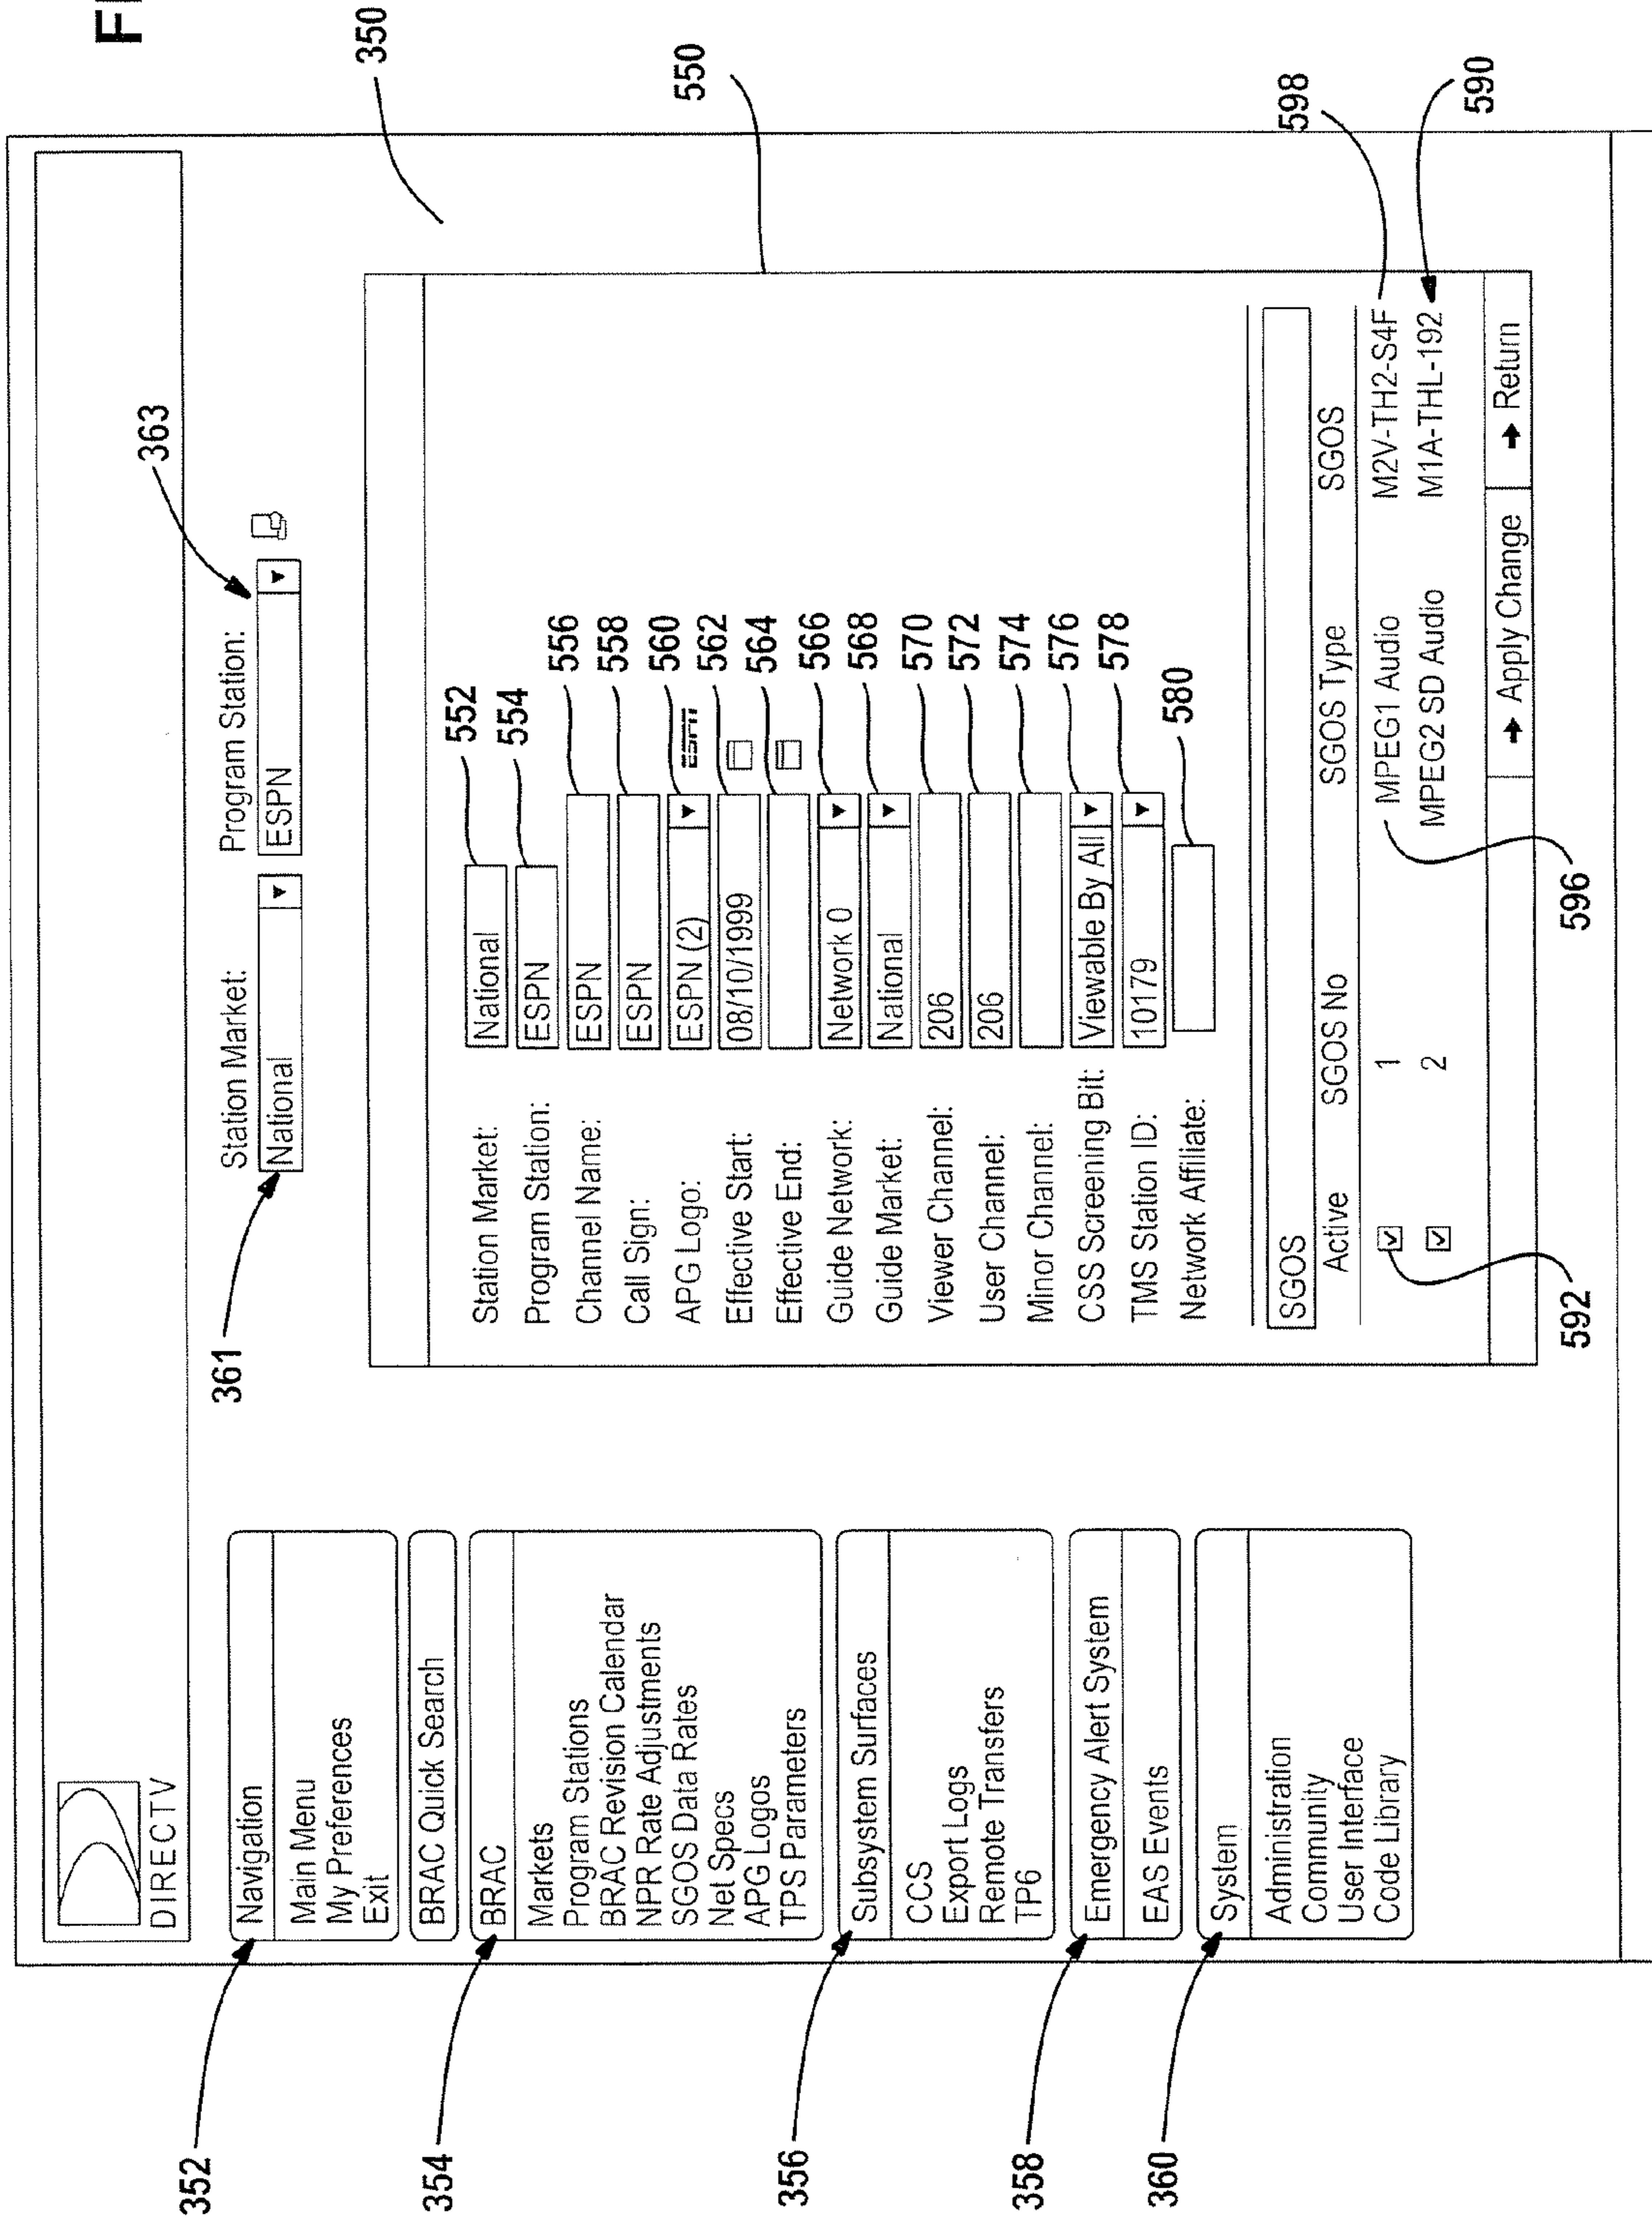 F
350
DIRECTV
361
363
Station Market:
Program Station:
National
ESPN
352
Navigation
Main Menu
My Preferences
Exit
BRAC Quick Search
354
BRAC
Markets
Program Stations
BRAC Revision Calendar
NPR Rate Adjustments
SGOS Data Rates
Net Specs
APG Logos
TPS Parameters
356
Subsystem Surfaces
CCS
Export Logs
Remote Transfers
TP6
358
Emergency Alert System
EAS Events
360
System
Administration
Community
User Interface
Code Library
550
Station Market: National 552
Program Station: ESPN 554
Channel Name: ESPN 556
Call Sign: ESPN 558
APG Logo: ESPN (2) ESPN 560
Effective Start: 08/10/1999 562
Effective End: 564
Guide Network: Network 0 566
Guide Market: National 568
Viewer Channel: 206 570
User Channel: 206 572
Minor Channel: 574
CSS Screening Bit: Viewable By All 576
TMS Station ID: 10179 578
Network Affiliate: 580
SGOS
Active SGOS No SGOS Type SGOS
1 MPEG1 Audio M2V-TH2-S4F 598
2 MPEG2 SD Audio M1A-THL-192 590
Apply Change Return
592
596